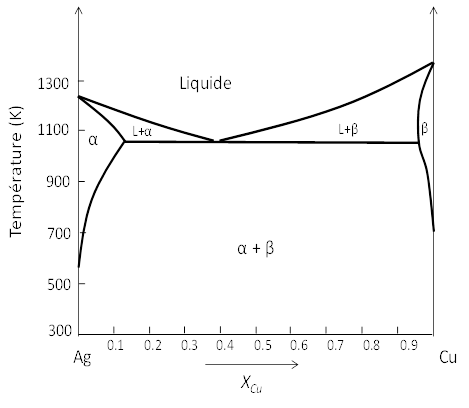 Liquide
Température (K)
1300
1100
900
700
500
300
α
L+α
L+β
β
α + β
0.1 0.2 0.3 0.4 0.5 0.6 0.7 0.8 0.9
Ag Cu
X_Cu